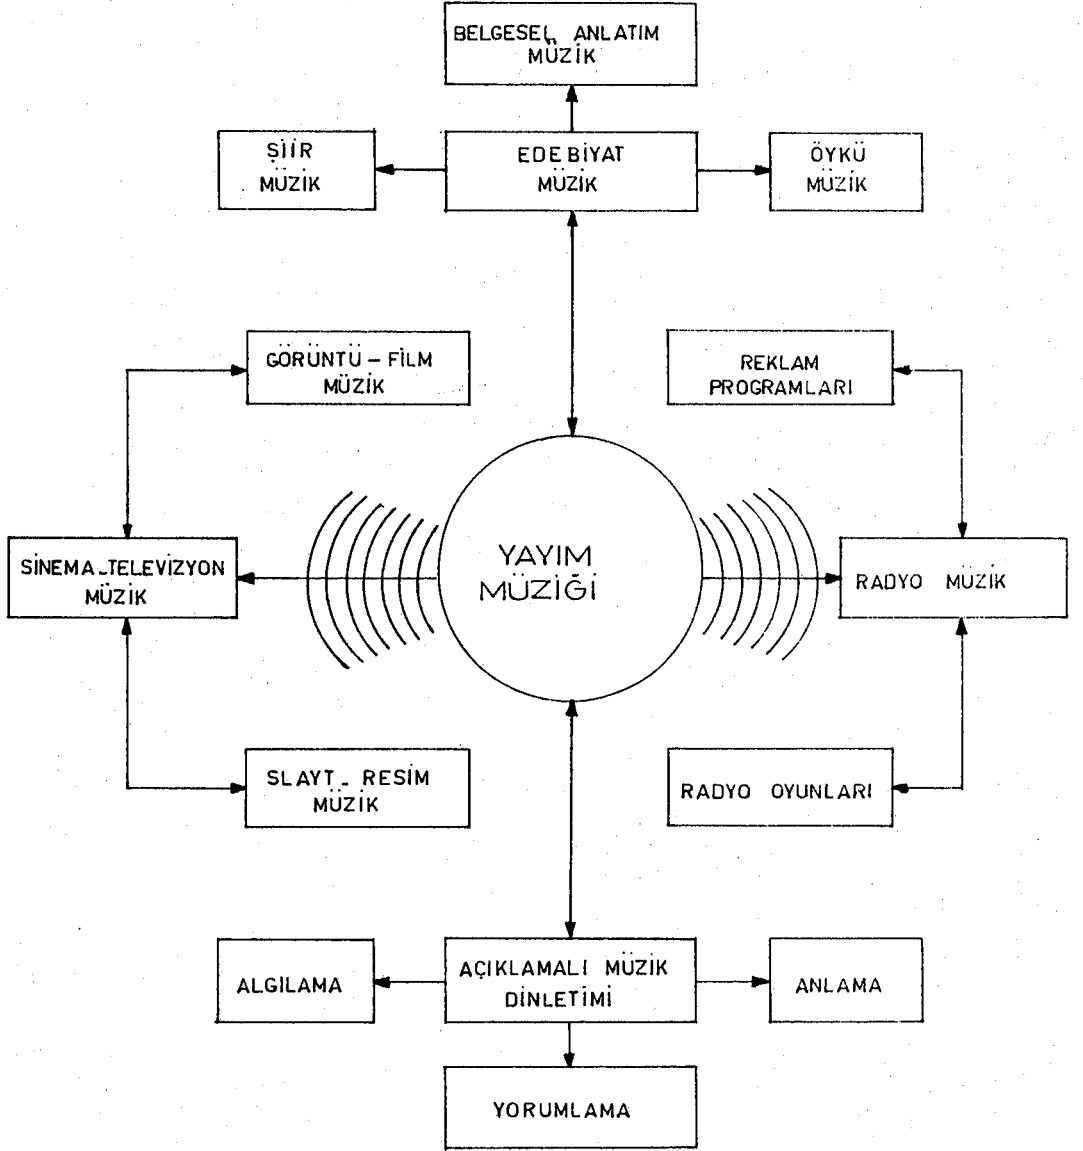 BELGESEL ANLATIM
MÜZİK
ŞİİR
MÜZİK
EDEBİYAT
MÜZİK
ÖYKÜ
MÜZİK
GÖRÜNTÜ – FİLM
MÜZİK
REKLAM
PROGRAMLARI
SİNEMA-TELEVİZYON
MÜZİK
YAYIM
MÜZİĞİ
RADYO MÜZİK
SLAYT - RESİM
MÜZİK
RADYO OYUNLARI
ALGILAMA
AÇIKLAMALI MÜZİK
DİNLETİMİ
ANLAMA
YORUMLAMA